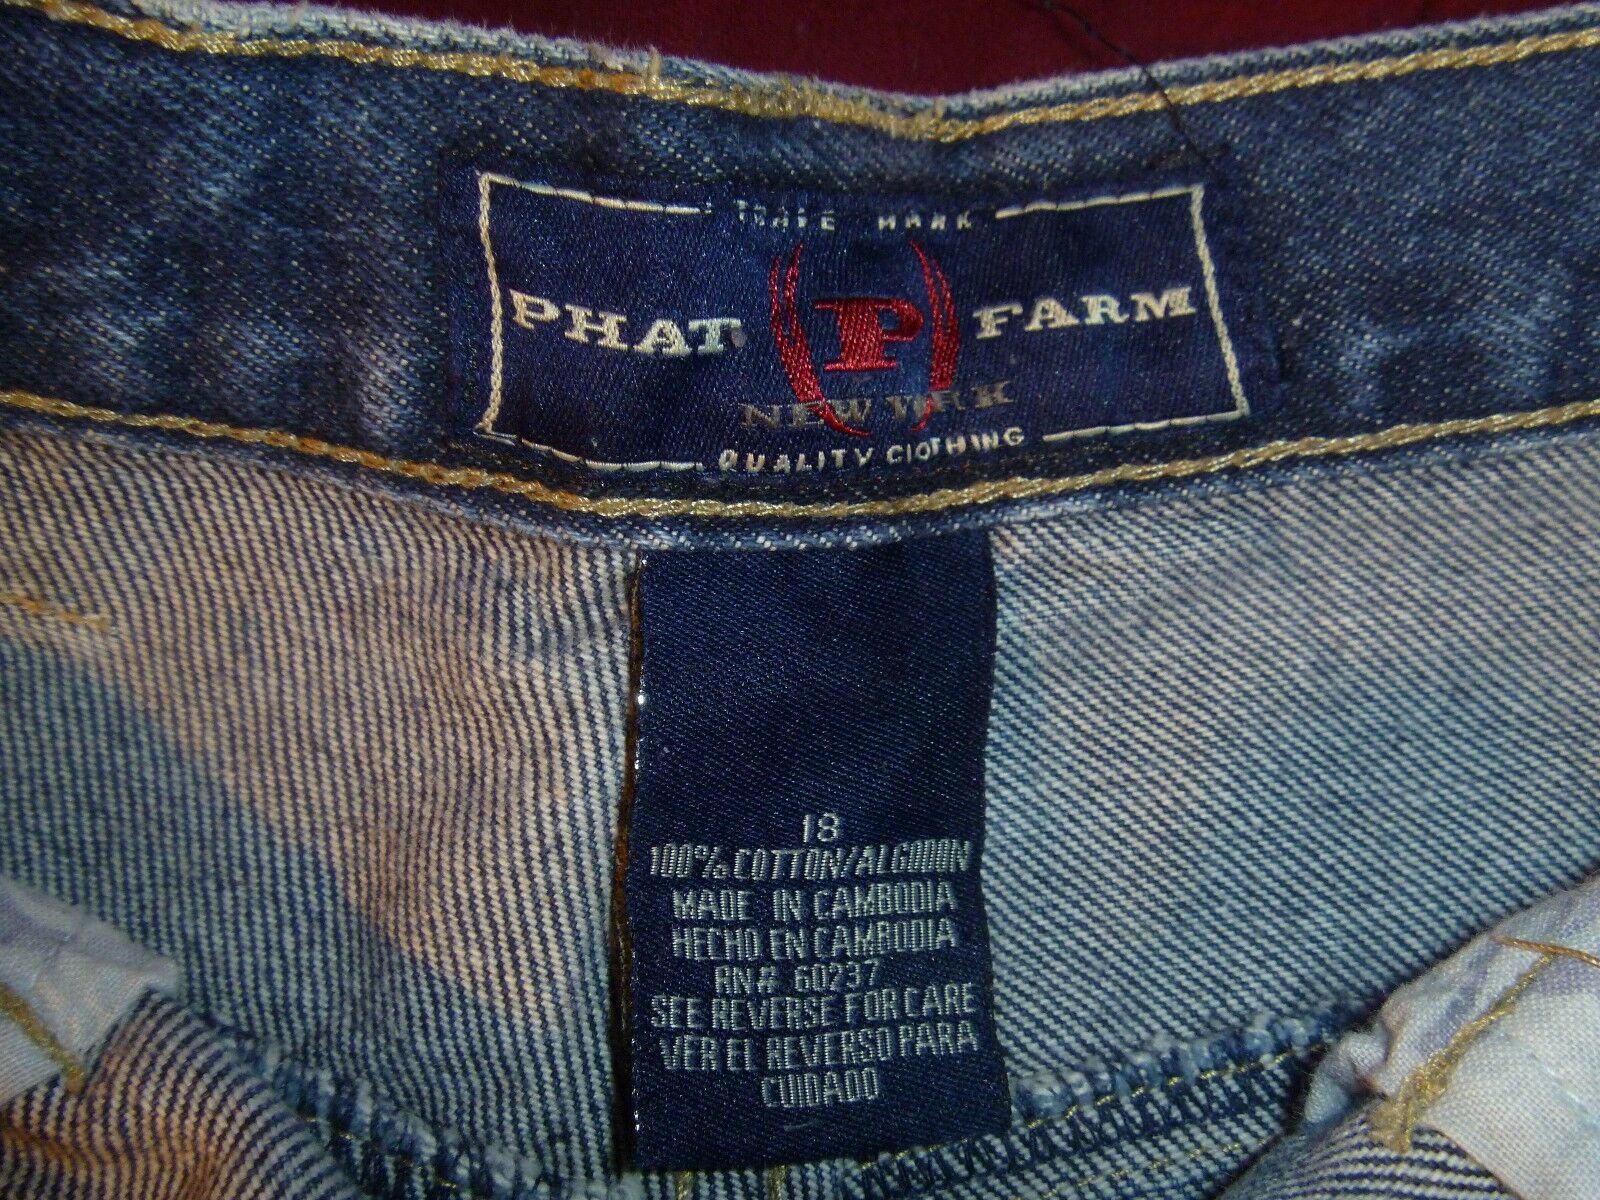 TRADE MARK
PHAT P FARM
NEW YORK
QUALITY CLOTHING
18
100% COTTON/ALGODON
MADE IN CAMBODIA
HECHO EN CAMBODIA
RN# 60737
SEE REVERSE FOR CARE
VER EL REVERSO PARA
CUIDADO